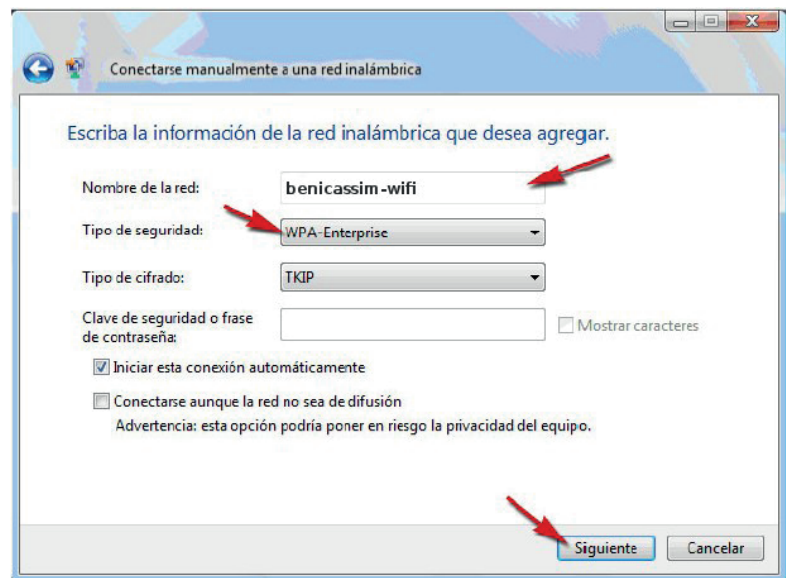 Conectarse manualmente a una red inalámbrica
Escriba la información de la red inalámbrica que desea agregar.
Nombre de la red: benicassim-wifi
Tipo de seguridad: WPA-Enterprise
Tipo de cifrado: TKIP
Clave de seguridad o frase
de contraseña:
Mostrar caracteres
Iniciar esta conexión automáticamente
Conectarse aunque la red no sea de difusión
Advertencia: esta opción podría poner en riesgo la privacidad del equipo.
Siguiente Cancelar